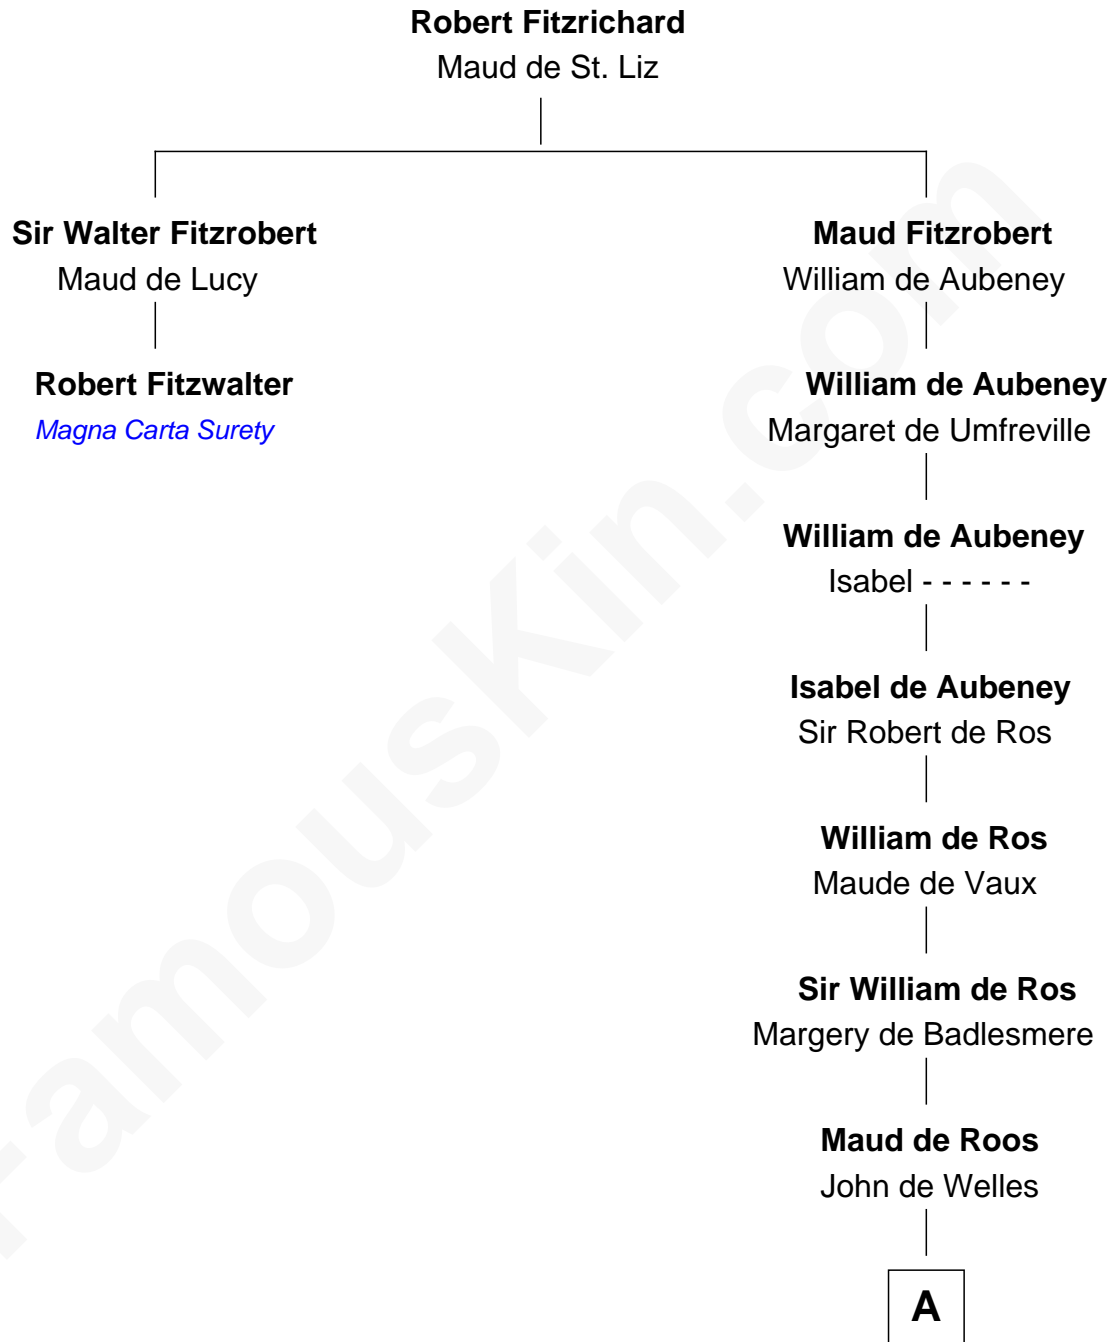 Robert Fitzrichard
Maud de St. Liz
Sir Walter Fitzrobert
Maud de Lucy
Robert Fitzwalter
Magna Carta Surety
Maud Fitzrobert
William de Aubeney
William de Aubeney
Margaret de Umfreville
William de Aubeney
Isabel - - - - - -
Isabel de Aubeney
Sir Robert de Ros
William de Ros
Maude de Vaux
Sir William de Ros
Margery de Badlesmere
Maud de Roos
John de Welles
A
FamousKin.com